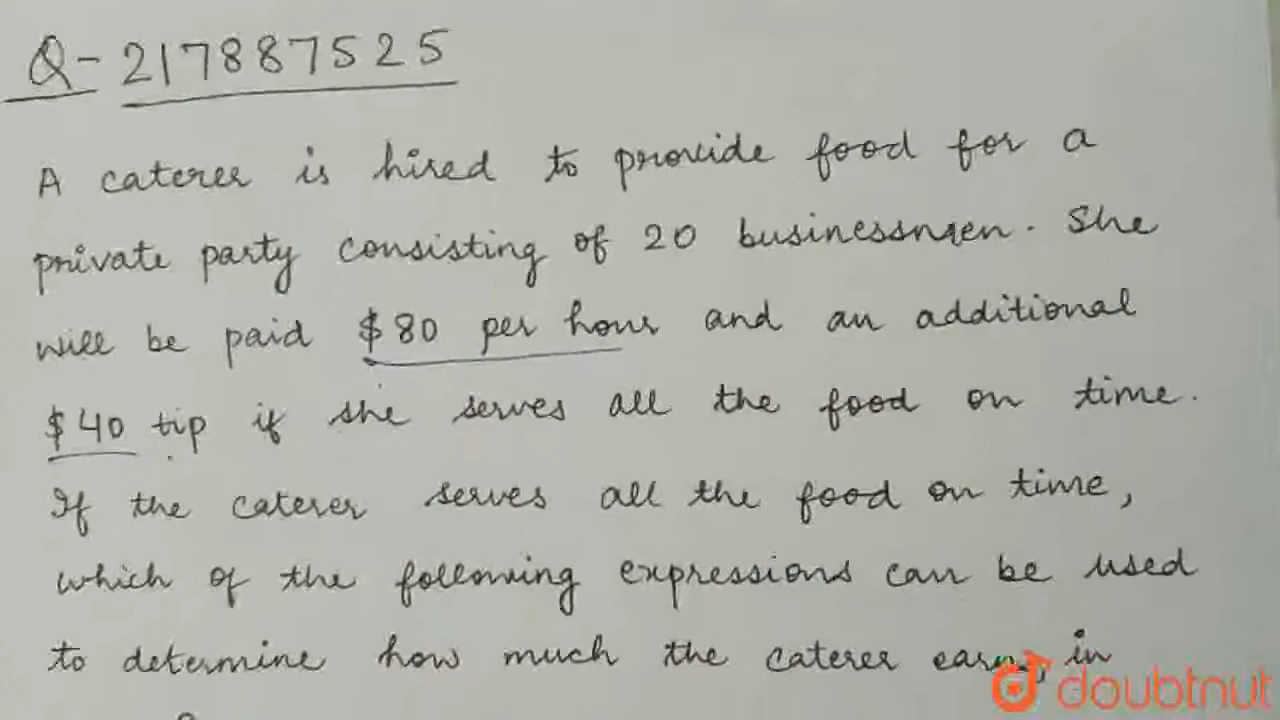 Q- 217887525
A caterer is hired to provide food for a
private party consisting of 20 businessmen. She
will be paid $80 per hour and an additional
$40 tip if she serves all the food on time.
If the caterer serves all the food on time,
which of the following expressions can be used
to determine how much the caterer earns, in
doubtnut